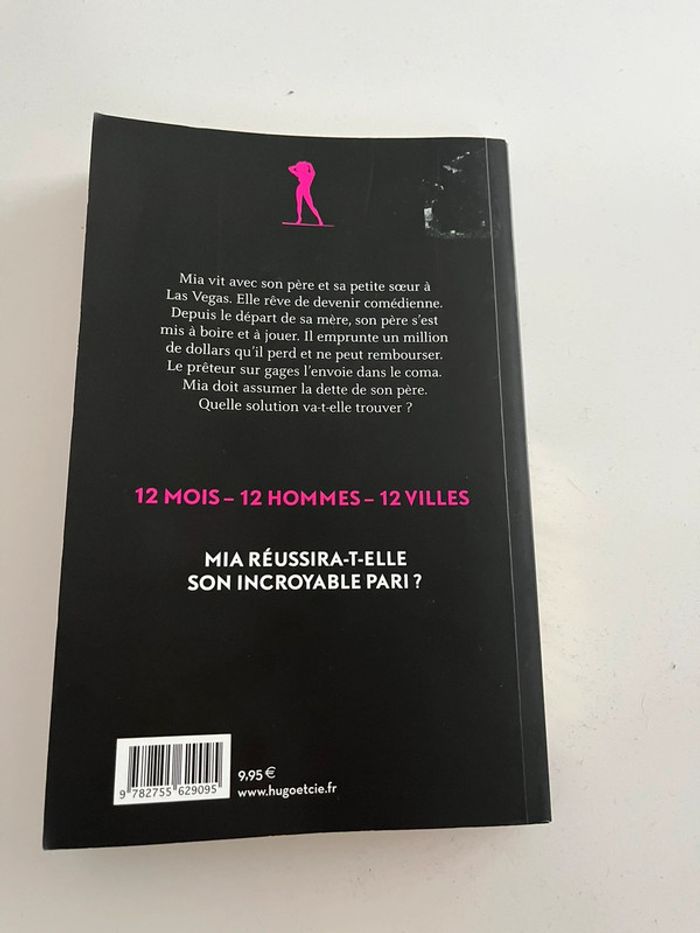 Mia vit avec son père et sa petite sœur à
Las Vegas. Elle rêve de devenir comédienne.
Depuis le départ de sa mère, son père s'est
mis à boire et à jouer. Il emprunte un million
de dollars qu'il perd et ne peut rembourser.
Le prêteur sur gages l'envoie dans le coma.
Mia doit assumer la dette de son père.
Quelle solution va-t-elle trouver ?
12 MOIS – 12 HOMMES – 12 VILLES
MIA RÉUSSIRA-T-ELLE
SON INCROYABLE PARI ?
9,95 €
www.hugoetcie.fr
9 782755 629095